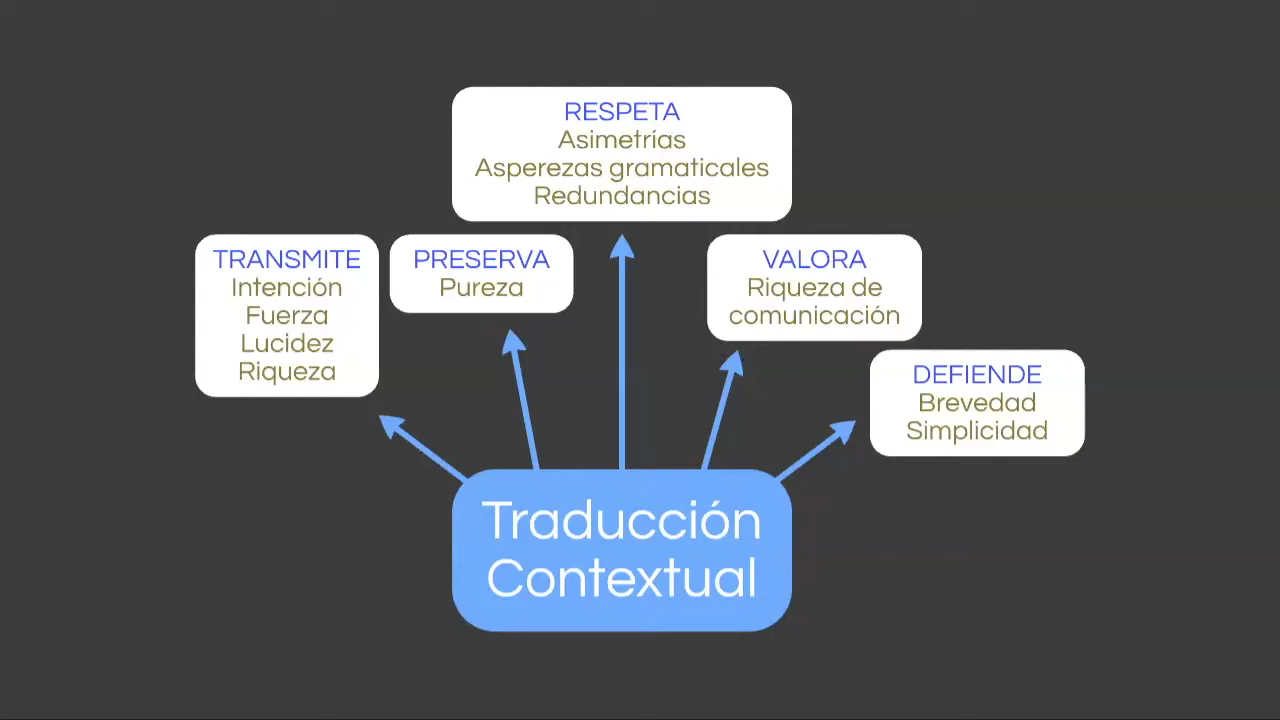 RESPETA
Asimetrías
Asperezas gramaticales
Redundancias
TRANSMITE
Intención
Fuerza
Lucidez
Riqueza
PRESERVA
Pureza
VALORA
Riqueza de
comunicación
DEFIENDE
Brevedad
Simplicidad
Traducción
Contextual